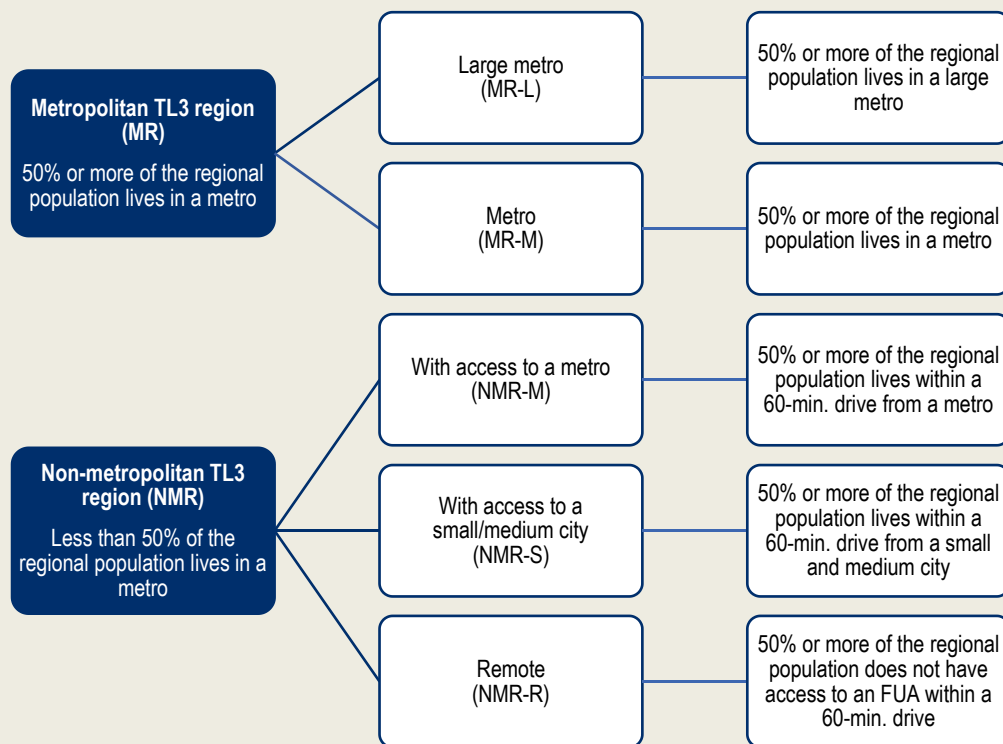 Metropolitan TL3 region
(MR)
50% or more of the regional
population lives in a metro
Large metro
(MR-L)
50% or more of the regional
population lives in a large
metro
Metro
(MR-M)
50% or more of the regional
population lives in a metro
Non-metropolitan TL3
region (NMR)
Less than 50% of the
regional population lives in a
metro
With access to a metro
(NMR-M)
50% or more of the regional
population lives within a
60-min. drive from a metro
With access to a
small/medium city
(NMR-S)
50% or more of the regional
population lives within a
60-min. drive from a small
and medium city
Remote
(NMR-R)
50% or more of the regional
population does not have
access to an FUA within a
60-min. drive